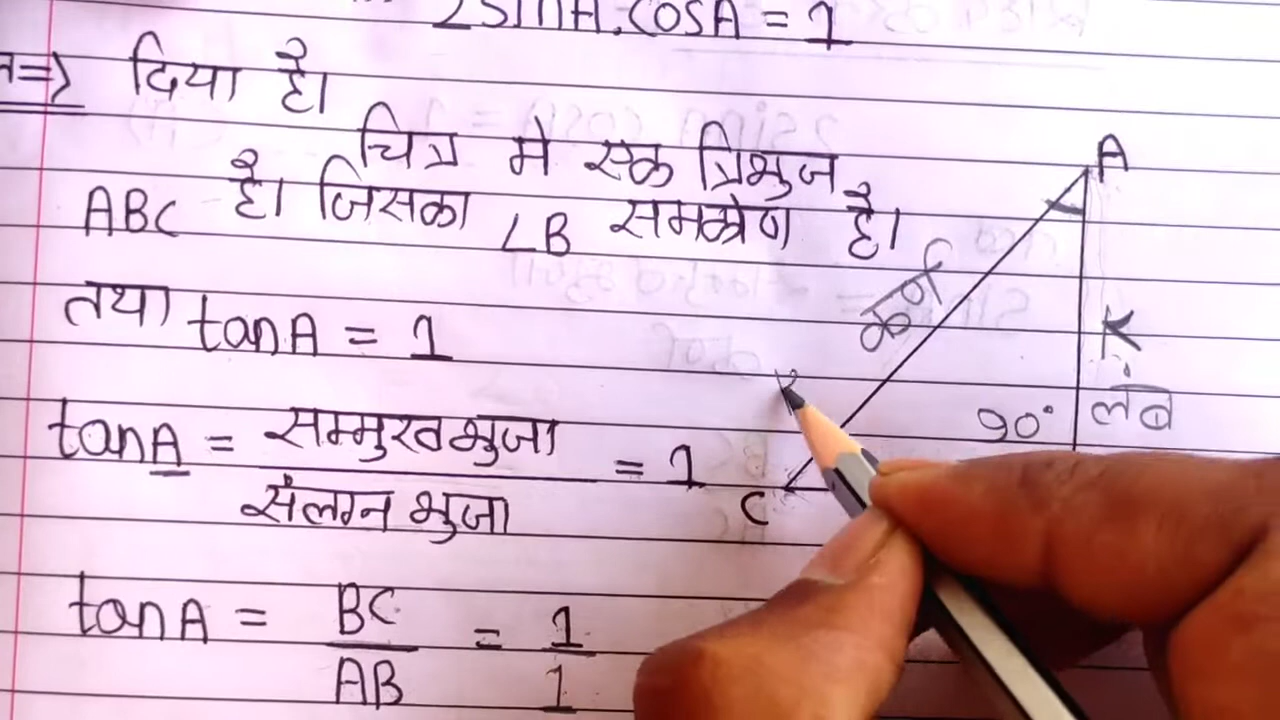 2sinA.cosA = 1
=> दिया है।
चित्र मे एक त्रिभुज
ABC है। जिसका ∠B समकोण है।
तथा tanA = 1
tanA = सम्मुख भुजा / संलग्न भुजा = 1
tanA = BC / AB = 1 / 1
A
कर्ण
K
लंब
90°
C